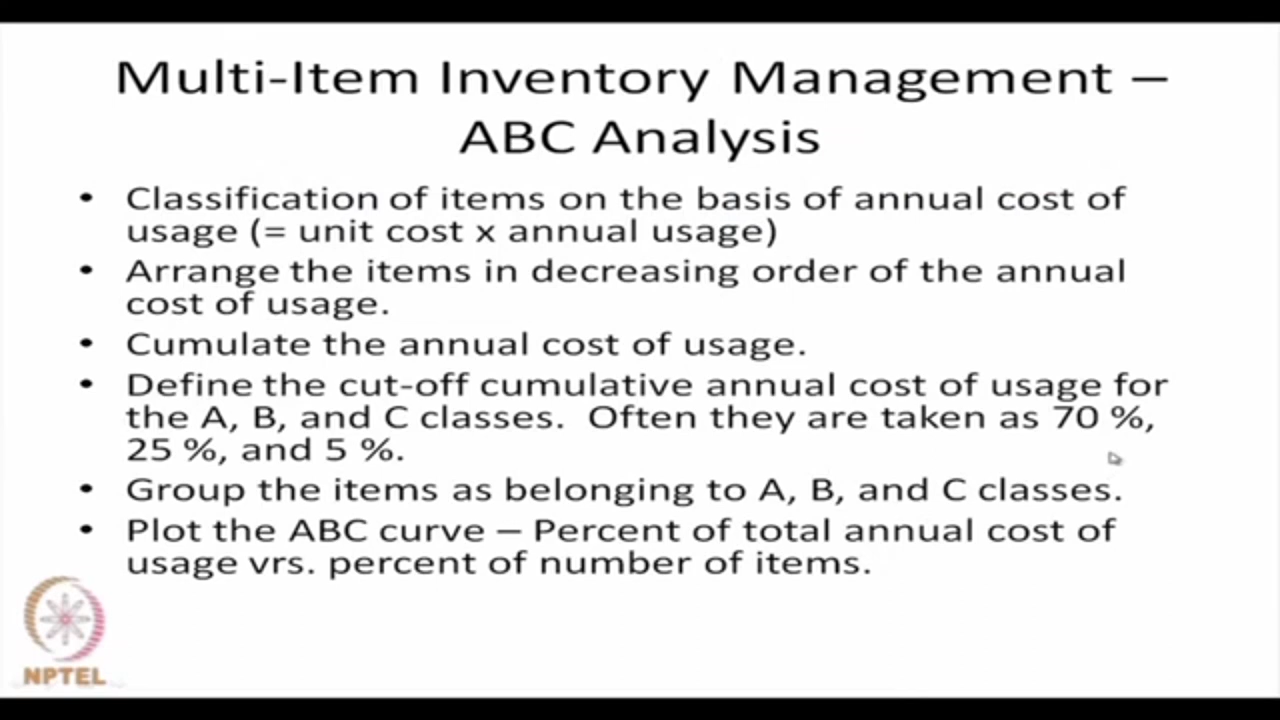 Multi-Item Inventory Management –
ABC Analysis
• Classification of items on the basis of annual cost of
usage (= unit cost x annual usage)
• Arrange the items in decreasing order of the annual
cost of usage.
• Cumulate the annual cost of usage.
• Define the cut-off cumulative annual cost of usage for
the A, B, and C classes.  Often they are taken as 70 %,
25 %, and 5 %.
• Group the items as belonging to A, B, and C classes.
• Plot the ABC curve – Percent of total annual cost of
usage vrs. percent of number of items.
NPTEL